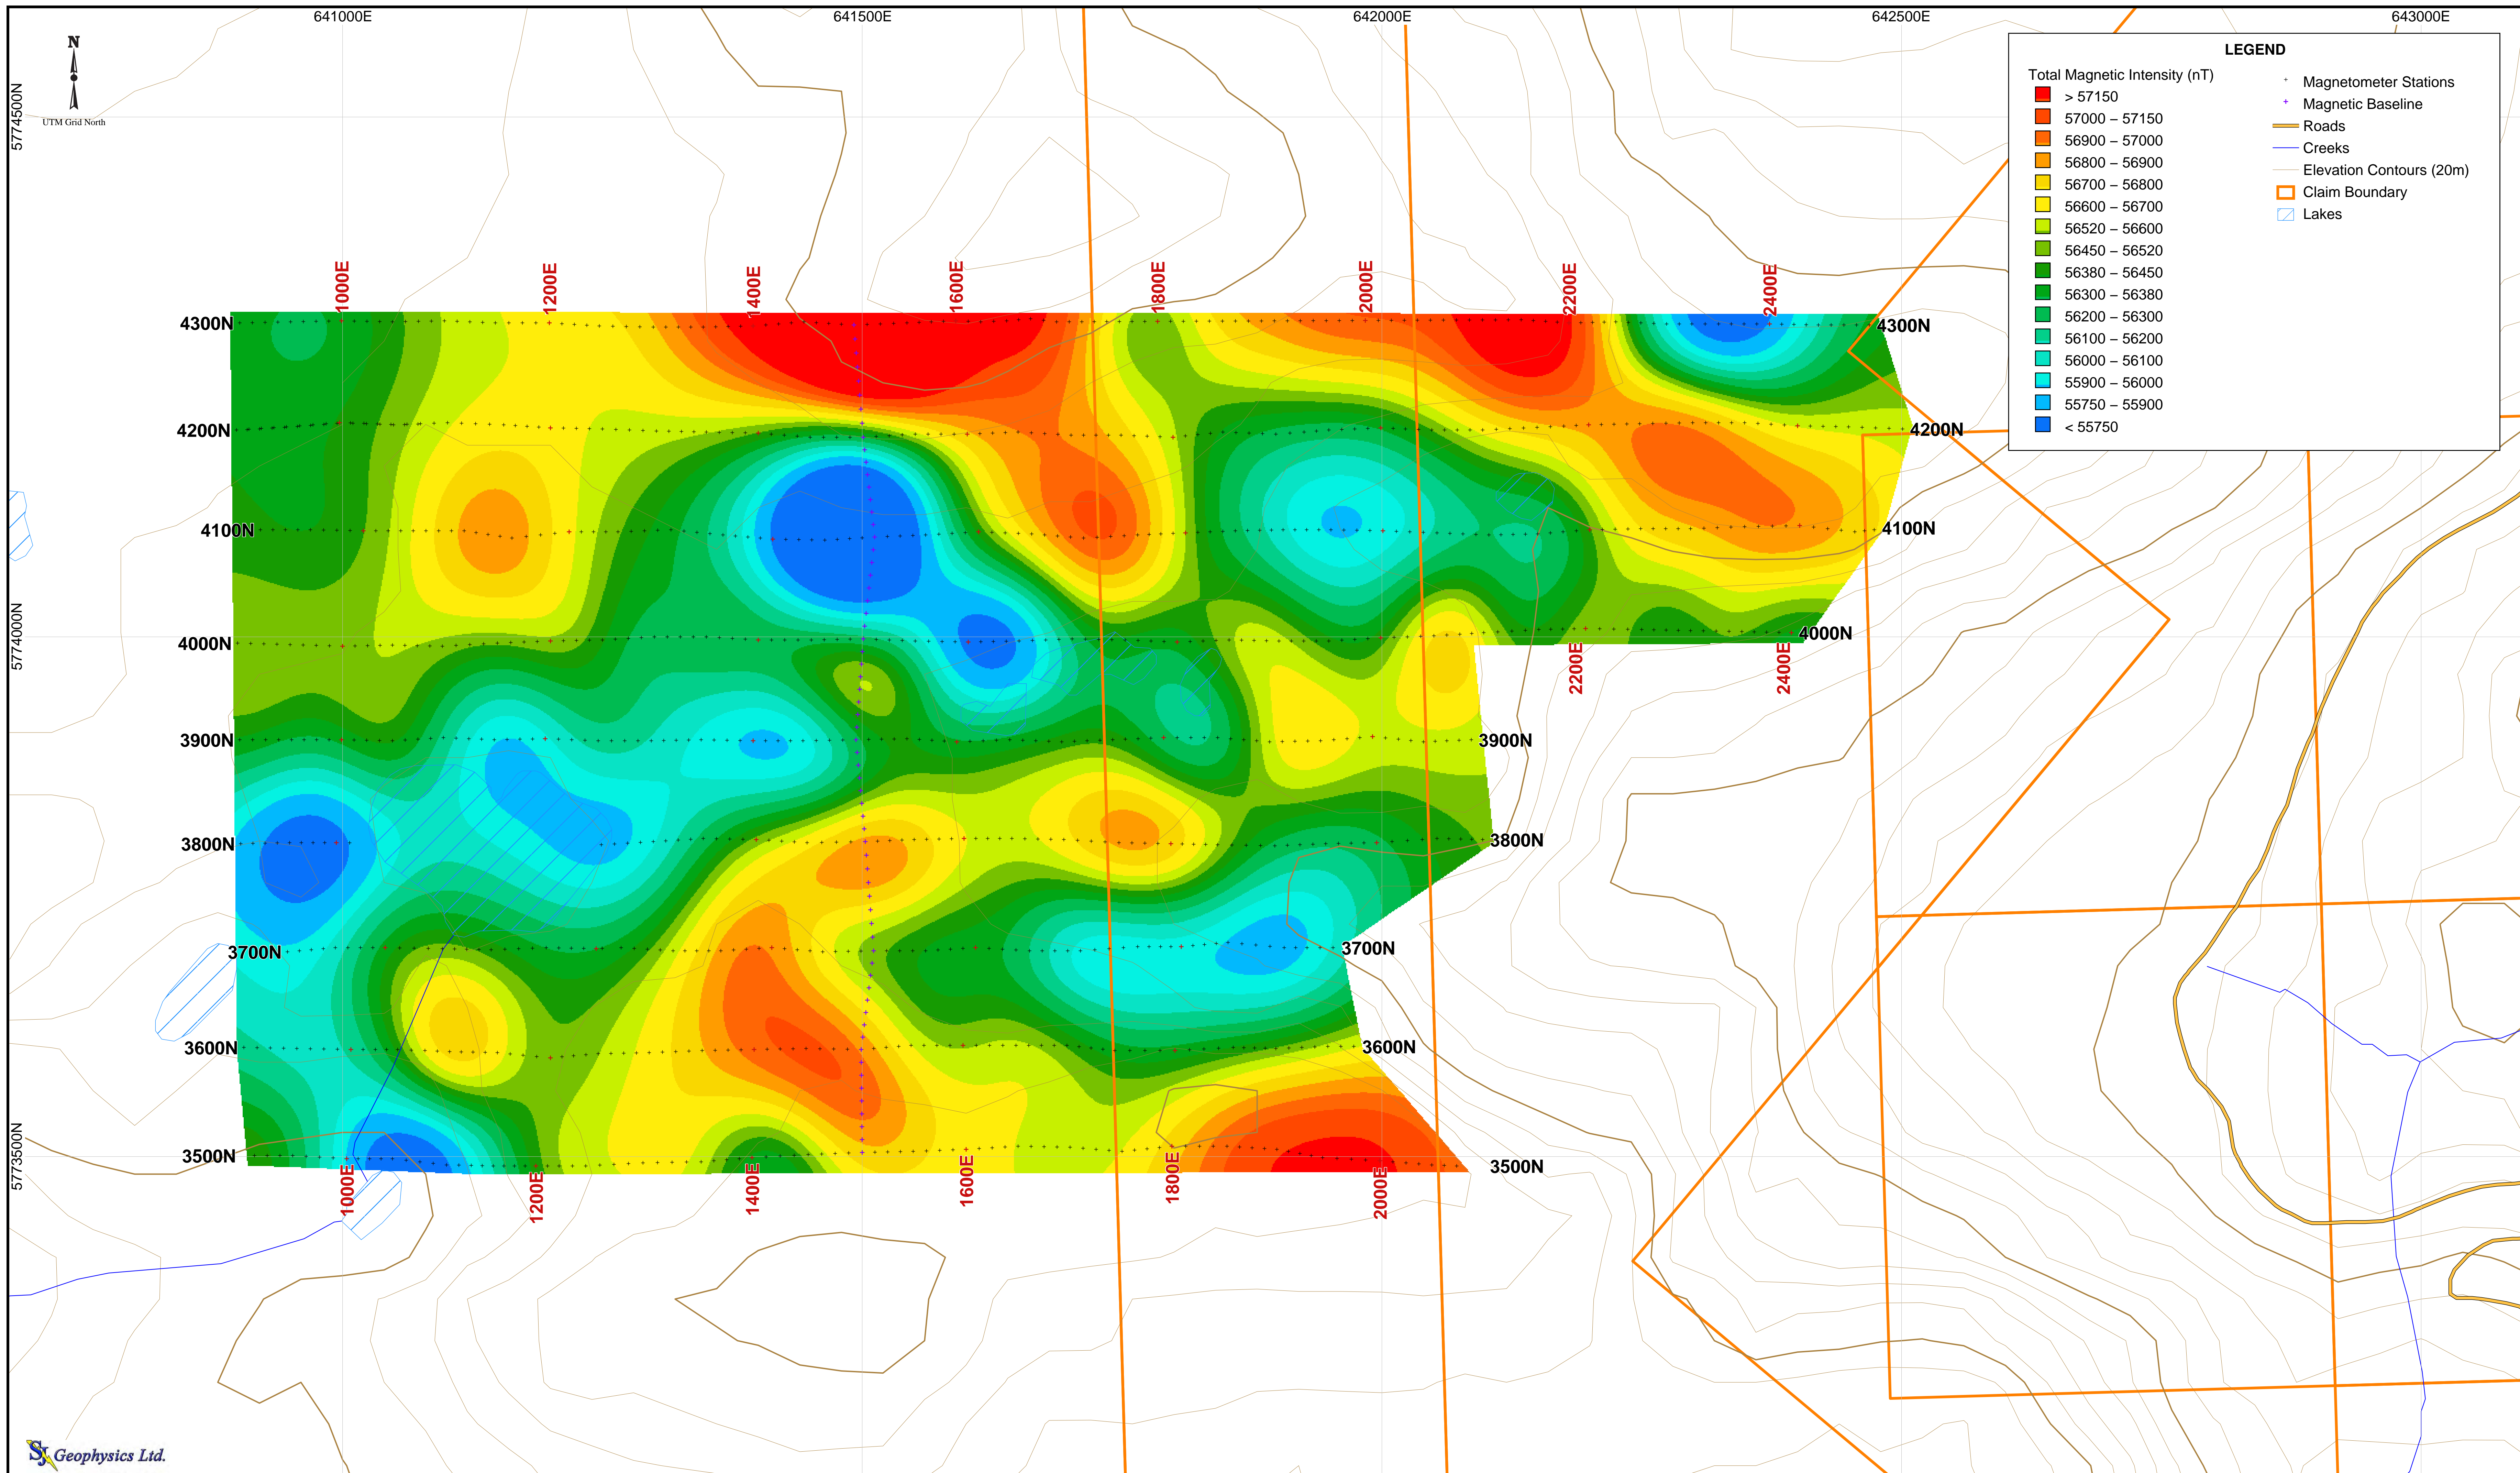 641000E 641500E 642000E 642500E 643000E
N
UTM Grid North
5774500N
5774000N
5773500N
LEGEND
Total Magnetic Intensity (nT)
> 57150
57000 – 57150
56900 – 57000
56800 – 56900
56700 – 56800
56600 – 56700
56520 – 56600
56450 – 56520
56380 – 56450
56300 – 56380
56200 – 56300
56100 – 56200
56000 – 56100
55900 – 56000
55750 – 55900
< 55750
Magnetometer Stations
Magnetic Baseline
Roads
Creeks
Elevation Contours (20m)
Claim Boundary
Lakes
1000E 1200E 1400E 1600E 1800E 2000E 2200E 2400E
4300N 4300N
4200N 4200N
4100N 4100N
4000N 4000N
2200E 2400E
3900N 3900N
3800N 3800N
3700N 3700N
3600N 3600N
3500N 3500N
1000E 1200E 1400E 1600E 1800E 2000E
SJ Geophysics Ltd.